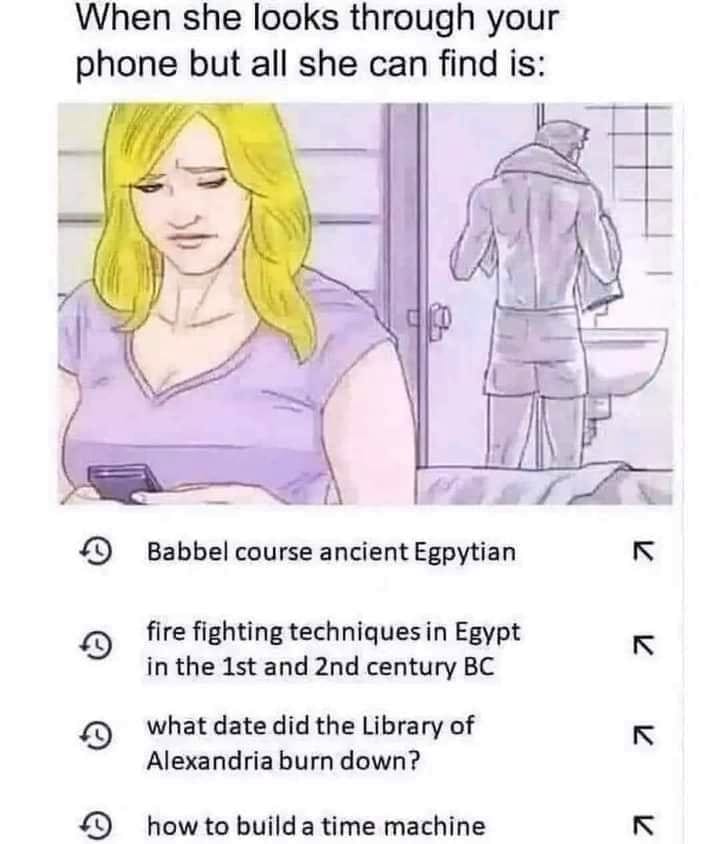 When she looks through your
phone but all she can find is:
Babbel course ancient Egpytian
fire fighting techniques in Egypt
in the 1st and 2nd century BC
what date did the Library of
Alexandria burn down?
how to build a time machine